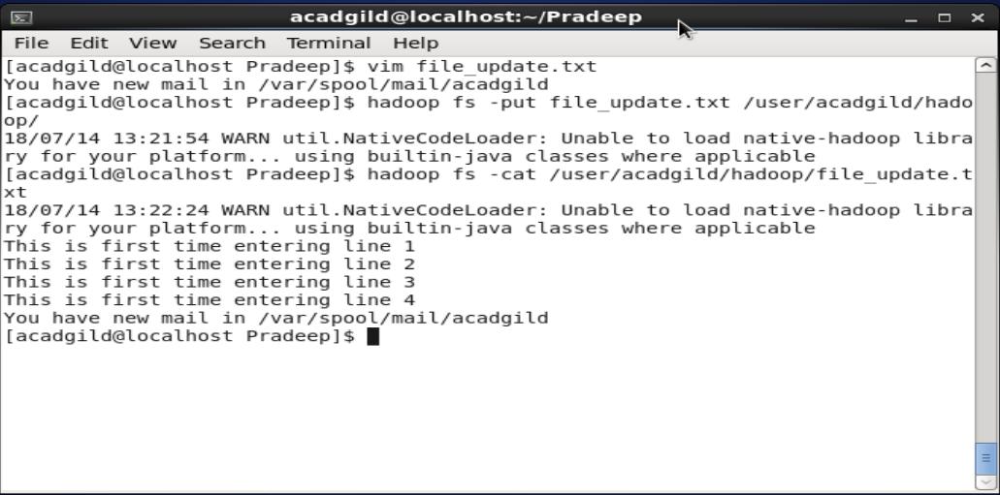 acadgild@localhost:~/Pradeep
File Edit View Search Terminal Help
[acadgild@localhost Pradeep]$ vim file_update.txt
You have new mail in /var/spool/mail/acadgild
[acadgild@localhost Pradeep]$ hadoop fs -put file_update.txt /user/acadgild/hado
op/
18/07/14 13:21:54 WARN util.NativeCodeLoader: Unable to load native-hadoop libra
ry for your platform... using builtin-java classes where applicable
[acadgild@localhost Pradeep]$ hadoop fs -cat /user/acadgild/hadoop/file_update.t
xt
18/07/14 13:22:24 WARN util.NativeCodeLoader: Unable to load native-hadoop libra
ry for your platform... using builtin-java classes where applicable
This is first time entering line 1
This is first time entering line 2
This is first time entering line 3
This is first time entering line 4
You have new mail in /var/spool/mail/acadgild
[acadgild@localhost Pradeep]$